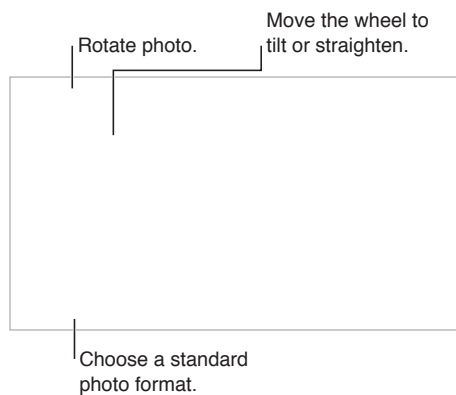 Move the wheel to
tilt or straighten.
Rotate photo.
Choose a standard
photo format.